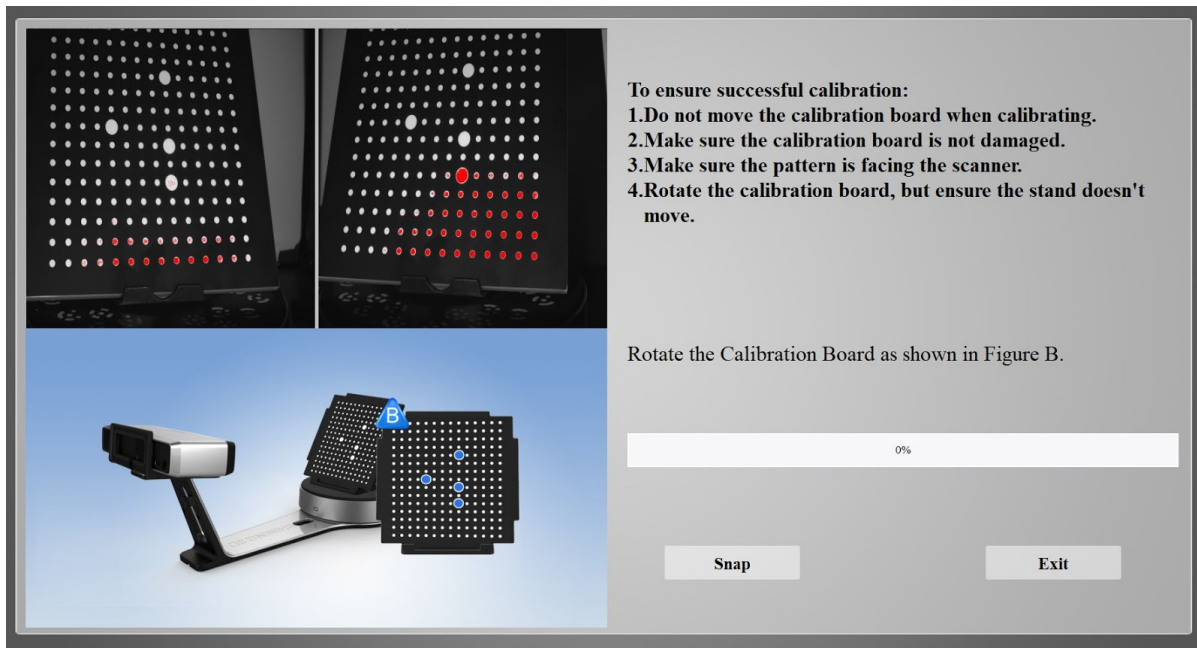 To ensure successful calibration:
1.Do not move the calibration board when calibrating.
2.Make sure the calibration board is not damaged.
3.Make sure the pattern is facing the scanner.
4.Rotate the calibration board, but ensure the stand doesn't
move.
Rotate the Calibration Board as shown in Figure B.
B
0%
Snap
Exit